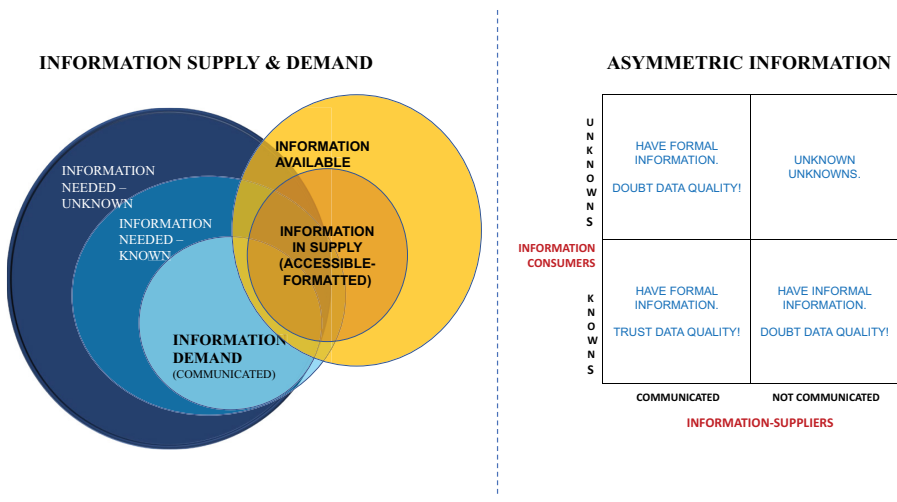 INFORMATION SUPPLY & DEMAND
INFORMATION
NEEDED –
UNKNOWN
INFORMATION
NEEDED –
KNOWN
INFORMATION
DEMAND
(COMMUNICATED)
INFORMATION
AVAILABLE
INFORMATION
IN SUPPLY
(ACCESSIBLE-
FORMATTED)
ASYMMETRIC INFORMATION
UNKNOWNS
HAVE FORMAL
INFORMATION.
DOUBT DATA QUALITY!
UNKNOWN
UNKNOWNS.
INFORMATION
CONSUMERS
KNOWNS
HAVE FORMAL
INFORMATION.
TRUST DATA QUALITY!
HAVE INFORMAL
INFORMATION.
DOUBT DATA QUALITY!
COMMUNICATED
NOT COMMUNICATED
INFORMATION-SUPPLIERS